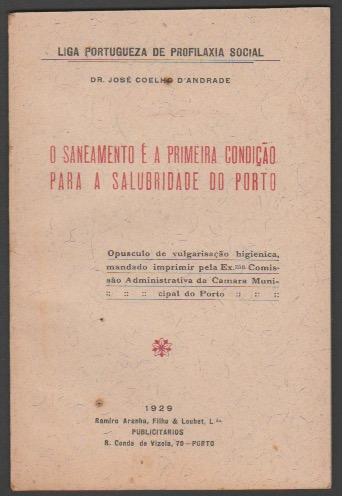 LIGA PORTUGUEZA DE PROFILAXIA SOCIAL
DR. JOSÉ COELHO D'ANDRADE
O SANEAMENTO É A PRIMEIRA CONDIÇÃO
PARA A SALUBRIDADE DO PORTO
Opusculo de vulgarisação higienica,
mandado imprimir pela Ex.ma Comis-
são Administrativa da Camara Muni-
:: :: :: cipal do Porto :: :: ::
1929
Ramiro Aranha, Filho & Loubet, L.da
PUBLICITARIOS
R. Conde de Vizela, 70—PORTO